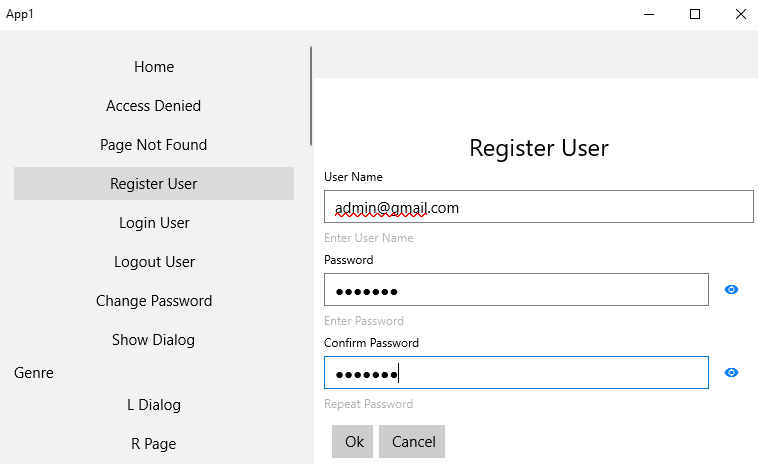 App1
Home
Access Denied
Page Not Found
Register User
Login User
Logout User
Change Password
Show Dialog
Genre
L Dialog
R Page
Register User
User Name
admin@gmail.com
Enter User Name
Password
●●●●●●●
Enter Password
Confirm Password
●●●●●●●
Repeat Password
Ok Cancel